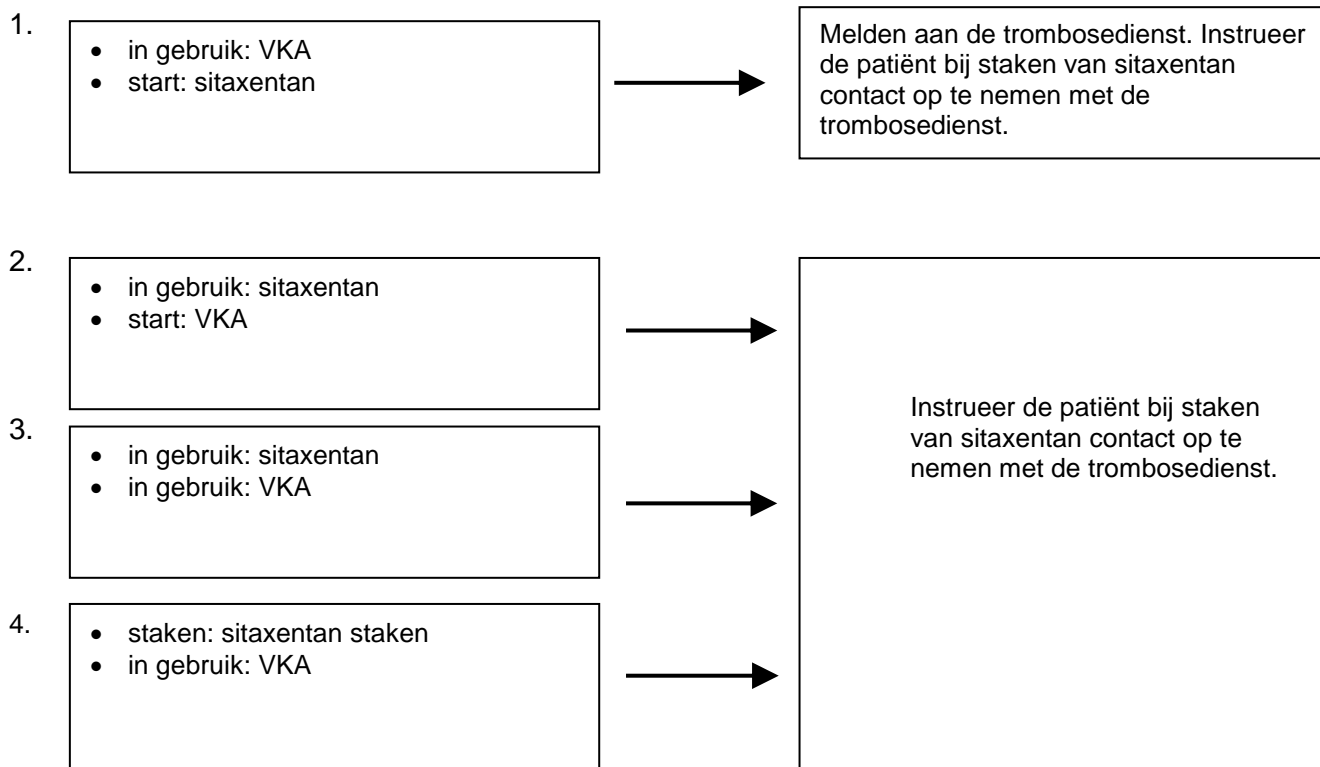 1.
• in gebruik: VKA
• start: sitaxentan
Melden aan de trombosedienst. Instrueer
de patiënt bij staken van sitaxentan
contact op te nemen met de
trombosedienst.
2.
• in gebruik: sitaxentan
• start: VKA
3.
• in gebruik: sitaxentan
• in gebruik: VKA
4.
• staken: sitaxentan staken
• in gebruik: VKA
Instrueer de patiënt bij staken
van sitaxentan contact op te
nemen met de trombosedienst.